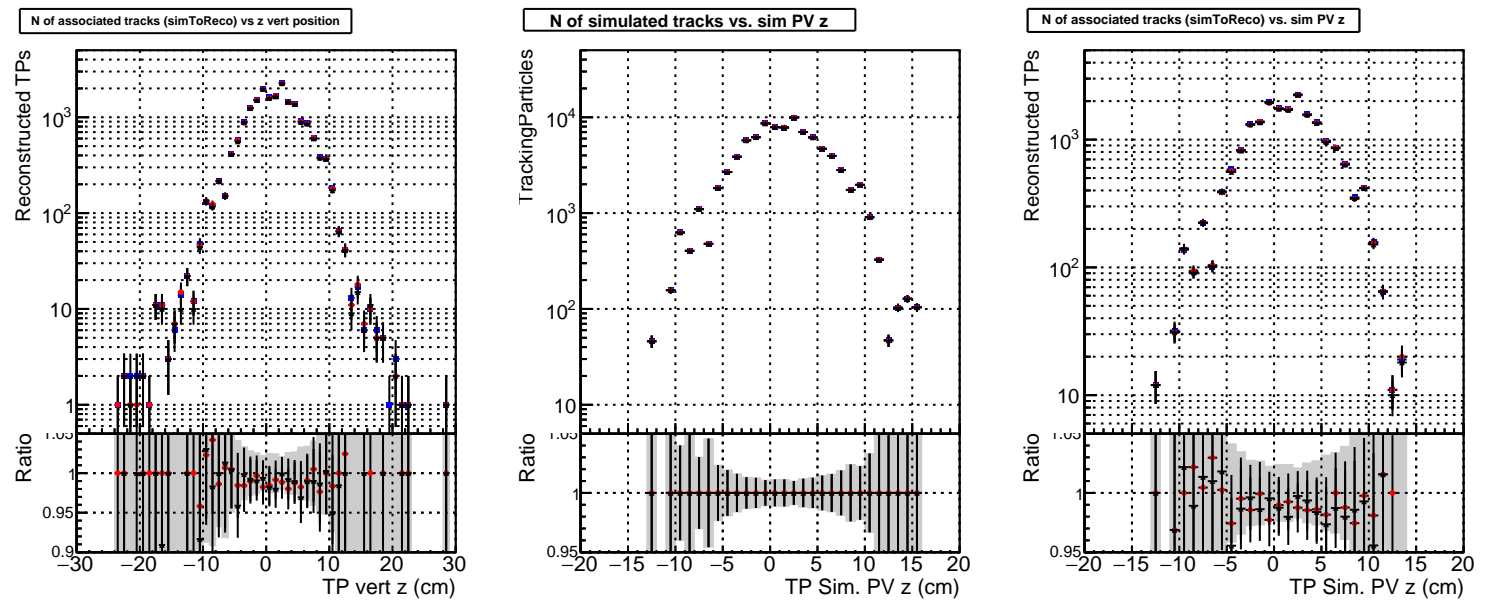 N of associated tracks (simToReco) vs z vert position
Reconstructed TPs
10³
10²
10
1
Ratio
1
0.95
0.9
−30 −20 −10 0 10 20 30
TP vert z (cm)
N of simulated tracks vs. sim PV z
TrackingParticles
10⁴
10³
10²
10
Ratio
1
0.95
−20 −15 −10 −5 0 5 10 15 20
TP Sim. PV z (cm)
N of associated tracks (simToReco) vs. sim PV z
Reconstructed TPs
10³
10²
10
Ratio
1
0.95
−20 −15 −10 −5 0 5 10 15 20
TP Sim. PV z (cm)